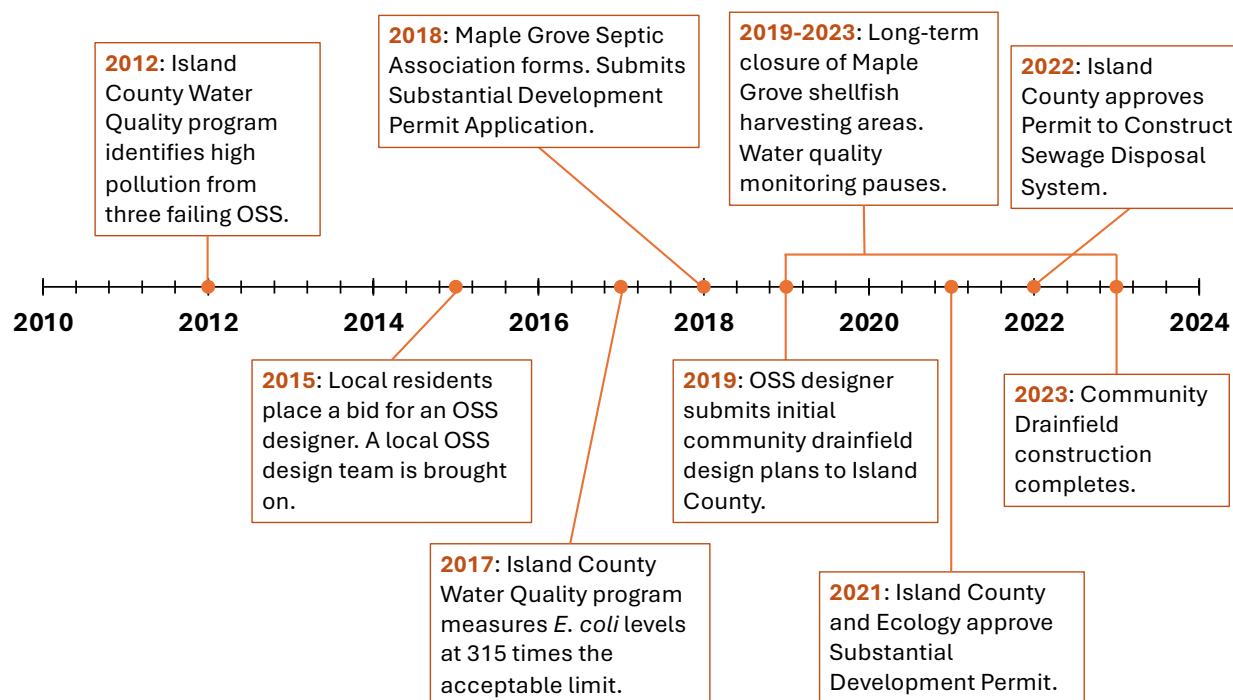 2012: Island
County Water
Quality program
identifies high
pollution from
three failing OSS.
2018: Maple Grove Septic
Association forms. Submits
Substantial Development
Permit Application.
2019-2023: Long-term
closure of Maple
Grove shellfish
harvesting areas.
Water quality
monitoring pauses.
2022: Island
County approves
Permit to Construct
Sewage Disposal
System.
2010
2012
2014
2016
2018
2020
2022
2024
2015: Local residents
place a bid for an OSS
designer. A local OSS
design team is brought
on.
2017: Island County
Water Quality program
measures E. coli levels
at 315 times the
acceptable limit.
2019: OSS designer
submits initial
community drainfield
design plans to Island
County.
2021: Island County
and Ecology approve
Substantial
Development Permit.
2023: Community
Drainfield
construction
completes.